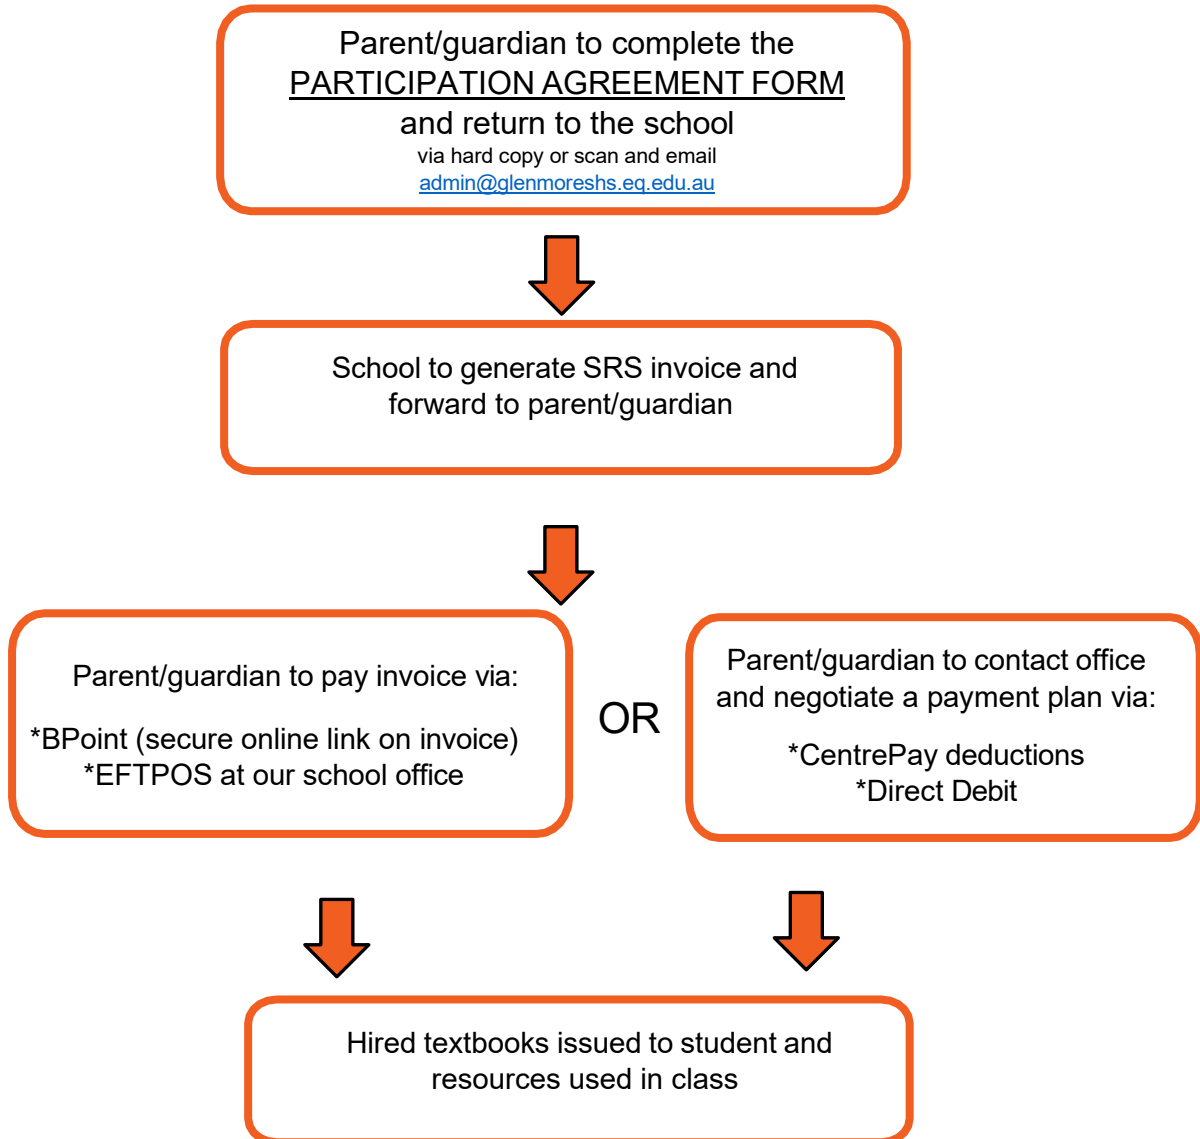 Parent/guardian to complete the
PARTICIPATION AGREEMENT FORM
and return to the school
via hard copy or scan and email
admin@glenmoreshs.eq.edu.au
School to generate SRS invoice and
forward to parent/guardian
Parent/guardian to pay invoice via:
*BPoint (secure online link on invoice)
*EFTPOS at our school office
OR
Parent/guardian to contact office
and negotiate a payment plan via:
*CentrePay deductions
*Direct Debit
Hired textbooks issued to student and
resources used in class